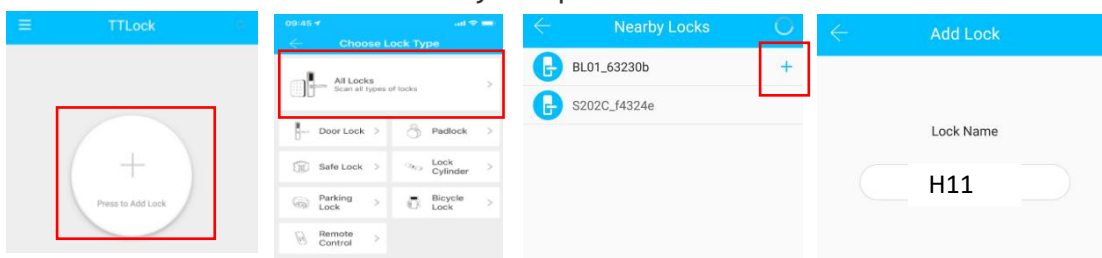 TTLock
Press to Add Lock
09:45
Choose Lock Type
All Locks
Scan all types of locks
Door Lock
Padlock
Safe Lock
Lock
Cylinder
Parking
Lock
Bicycle
Lock
Remote
Control
Nearby Locks
BL01_63230b
+
S202C_f4324e
Add Lock
Lock Name
H11